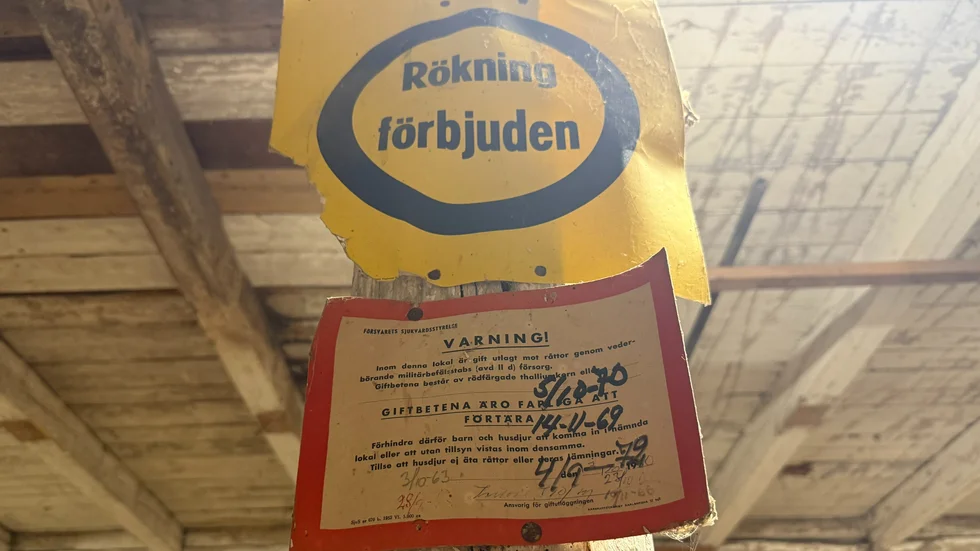 Rökning
förbjuden
FÖRSVARETS SJUKVÅRDSSTYRELSE
VARNING!
Inom denna lokal är gift utlagt mot råttor genom veder-
börande militärbefälsstabs (avd II d) försorg.
Giftbetena består av rödfärgade thalliumkorn
5/10-70
GIFTBETENA ÄRO FARLIGA ATT
FÖRTÄRA
14-11-69
Förhindra därför barn och husdjur att komma in i nämnda
lokal eller att utan tillsyn vistas inom densamma.
Tillse att husdjur ej äta råttor eller deras lämningar.
4/9-79
den
3/10 63
Ansvarig för giftutläggningen